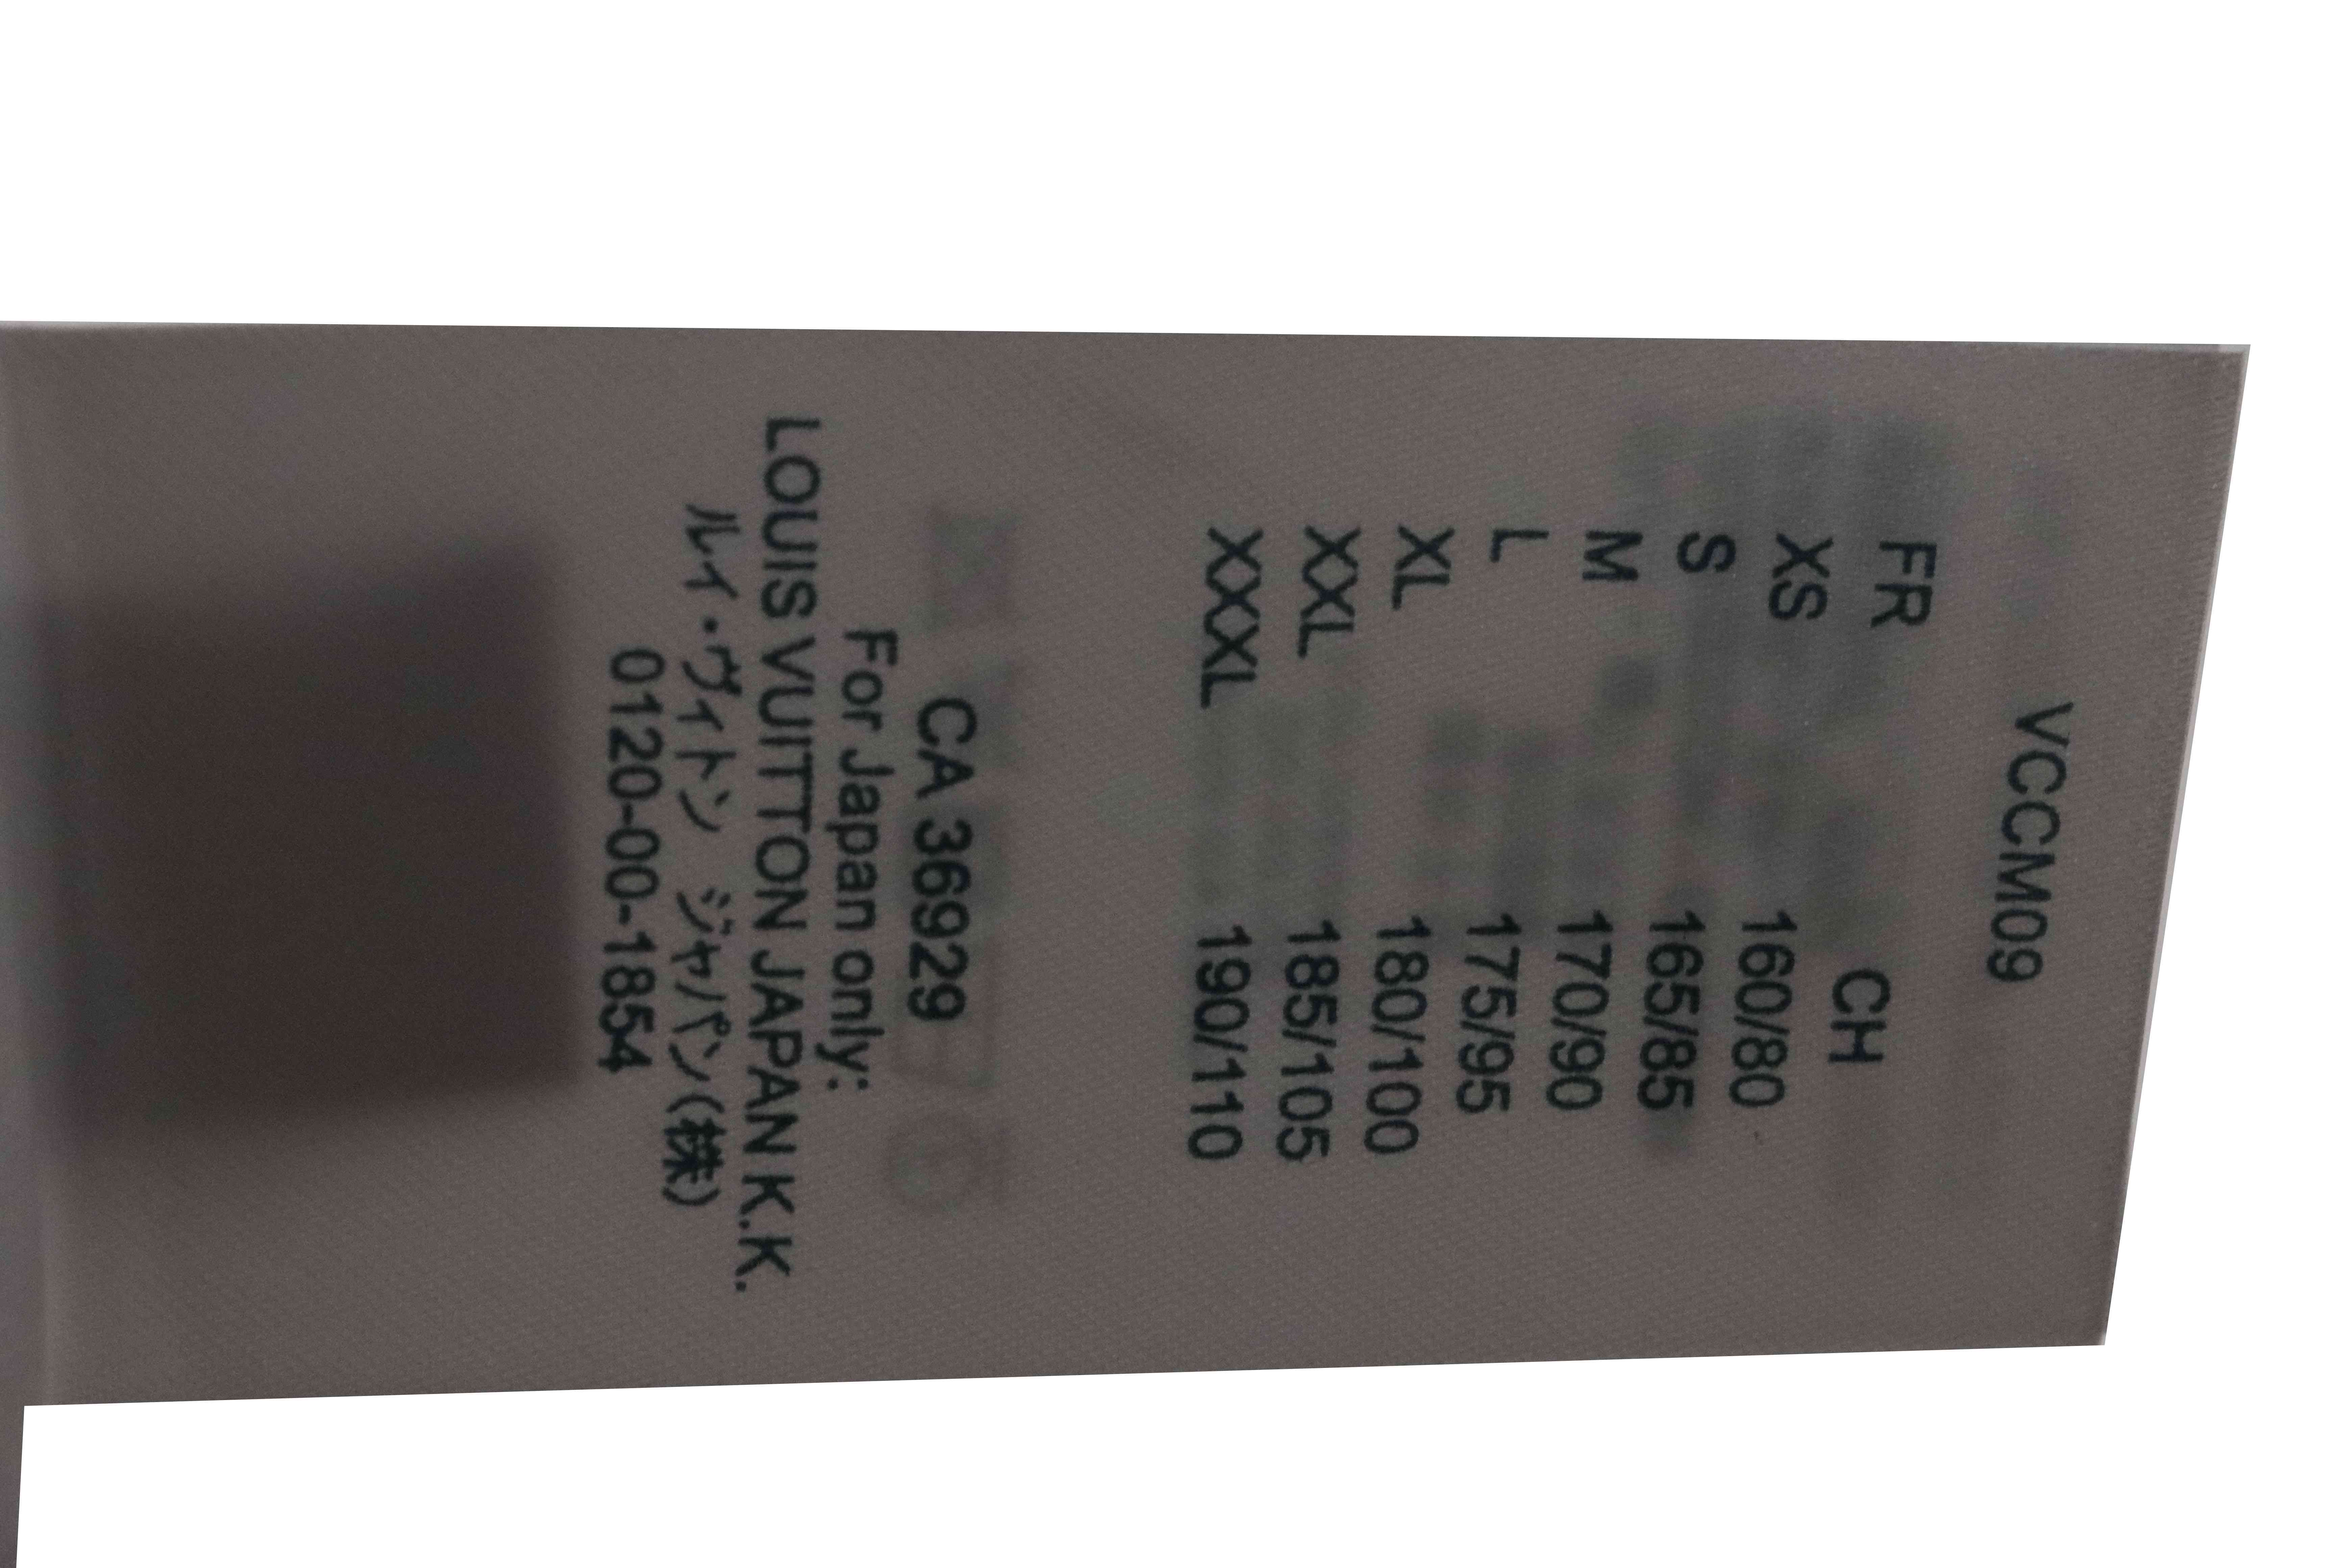 VCCM09
FR CH
XS 160/80
S 165/85
M 170/90
L 175/95
XL 180/100
XXL 185/105
XXXL 190/110
CA 36929
For Japan only:
LOUIS VUITTON JAPAN K.K.
ルイ・ヴィトン ジャパン(株)
0120-00-1854